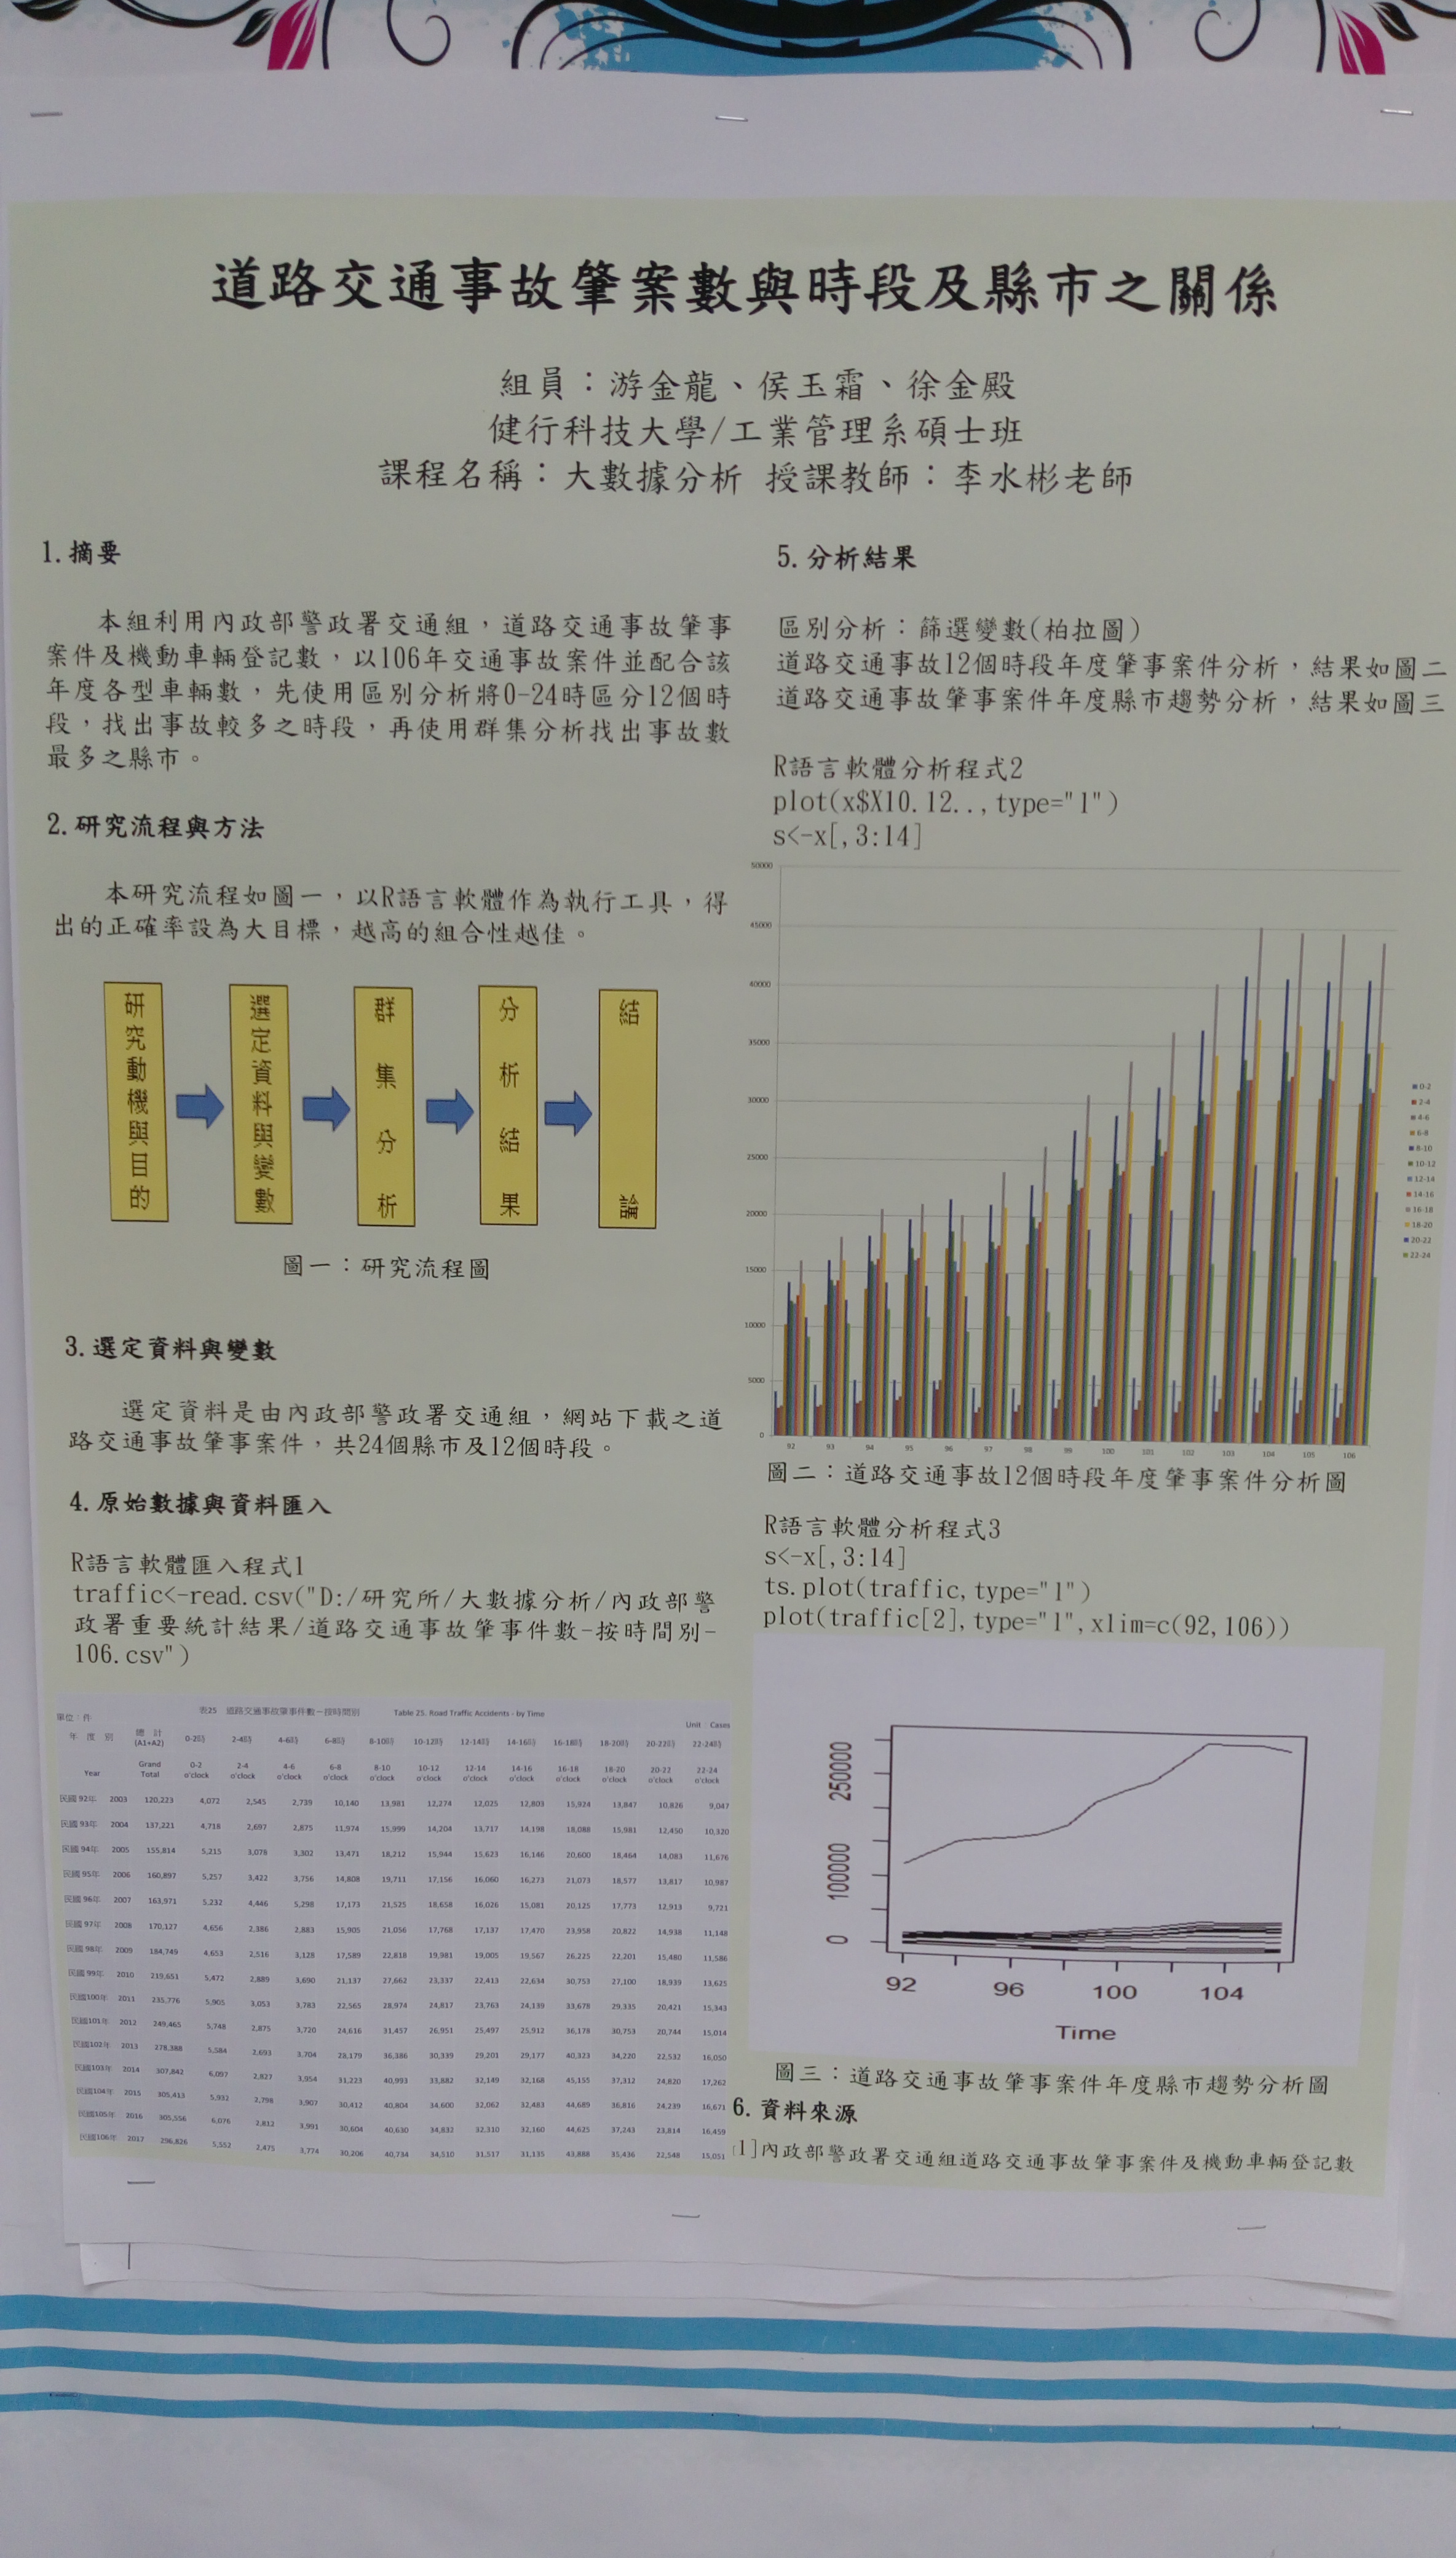 道路交通事故肇案數與時段及縣市之關係
組員：游金龍、侯玉霜、徐金殿
健行科技大學/工業管理系碩士班
課程名稱：大數據分析 授課教師：李水彬老師
1.摘要
本組利用內政部警政署交通組，道路交通事故肇事
案件及機動車輛登記數，以106年交通事故案件並配合該
年度各型車輛數，先使用區別分析將0-24時區分12個時
段，找出事故較多之時段，再使用群集分析找出事故數
最多之縣市。
2.研究流程與方法
本研究流程如圖一，以R語言軟體作為執行工具，得
出的正確率設為大目標，越高的組合性越佳。
研究動機與目的
選定資料與變數
群集分析
分析結果
結論
圖一：研究流程圖
3.選定資料與變數
選定資料是由內政部警政署交通組，網站下載之道
路交通事故肇事案件，共24個縣市及12個時段。
4.原始數據與資料匯入
R語言軟體匯入程式1
traffic<-read.csv("D:/研究所/大數據分析/內政部警
政署重要統計結果/道路交通事故肇事件數-按時間別-
106.csv")
表25 道路交通事故肇事件數－按時間別 Table 25. Road Traffic Accidents - by Time
單位：件 Unit : Cases
年 度 別 總 計 (A1+A2) 0-2時 2-4時 4-6時 6-8時 8-10時 10-12時 12-14時 14-16時 16-18時 18-20時 20-22時 22-24時
Year Grand Total 0-2 o'clock 2-4 o'clock 4-6 o'clock 6-8 o'clock 8-10 o'clock 10-12 o'clock 12-14 o'clock 14-16 o'clock 16-18 o'clock 18-20 o'clock 20-22 o'clock 22-24 o'clock
民國 92年 2003 120,223 4,072 2,545 2,739 10,140 13,981 12,274 12,025 12,803 15,924 13,847 10,826 9,047
民國 93年 2004 137,221 4,718 2,697 2,875 11,974 15,999 14,204 13,717 14,198 18,088 15,981 12,450 10,320
民國 94年 2005 155,814 5,215 3,078 3,302 13,471 18,212 15,944 15,623 16,146 20,600 18,464 14,083 11,676
民國 95年 2006 160,897 5,257 3,422 3,756 14,808 19,711 17,156 16,060 16,273 21,073 18,577 13,817 10,987
民國 96年 2007 163,971 5,232 4,446 5,298 17,173 21,525 18,658 16,026 15,081 20,125 17,773 12,913 9,721
民國 97年 2008 170,127 4,656 2,386 2,883 15,905 21,056 17,768 17,137 17,470 23,958 20,822 14,938 11,148
民國 98年 2009 184,749 4,653 2,516 3,128 17,589 22,818 19,981 19,005 19,567 26,225 22,201 15,480 11,586
民國 99年 2010 219,651 5,472 2,889 3,690 21,137 27,662 23,337 22,413 22,634 30,753 27,100 18,939 13,625
民國100年 2011 235,776 5,905 3,053 3,783 22,565 28,974 24,817 23,763 24,139 33,678 29,335 20,421 15,343
民國101年 2012 249,465 5,748 2,875 3,720 24,616 31,457 26,951 25,497 25,912 36,178 30,753 20,744 15,014
民國102年 2013 278,388 5,584 2,693 3,704 28,179 36,386 30,339 29,201 29,177 40,323 34,220 22,532 16,050
民國103年 2014 307,842 6,097 2,827 3,954 31,223 40,993 33,882 32,149 32,168 45,155 37,312 24,820 17,262
民國104年 2015 305,413 5,932 2,798 3,907 30,412 40,804 34,600 32,062 32,483 44,689 36,816 24,239 16,671
民國105年 2016 305,556 6,076 2,812 3,991 30,604 40,630 34,832 32,310 32,160 44,625 37,243 23,814 16,459
民國106年 2017 296,826 5,552 2,475 3,774 30,206 40,734 34,510 31,517 31,135 43,888 35,436 22,548 15,051
5.分析結果
區別分析：篩選變數(柏拉圖)
道路交通事故12個時段年度肇事案件分析，結果如圖二
道路交通事故肇事案件年度縣市趨勢分析，結果如圖三
R語言軟體分析程式2
plot(x$X10.12..,type="l")
s<-x[,3:14]
50000
45000
40000
35000
30000
25000
20000
15000
10000
5000
0
92 93 94 95 96 97 98 99 100 101 102 103 104 105 106
0-2
2-4
4-6
6-8
8-10
10-12
12-14
14-16
16-18
18-20
20-22
22-24
圖二：道路交通事故12個時段年度肇事案件分析圖
R語言軟體分析程式3
s<-x[,3:14]
ts.plot(traffic,type="l")
plot(traffic[2],type="l",xlim=c(92,106))
250000
10000
0
92 96 100 104
Time
圖三：道路交通事故肇事案件年度縣市趨勢分析圖
6.資料來源
[1]內政部警政署交通組道路交通事故肇事案件及機動車輛登記數